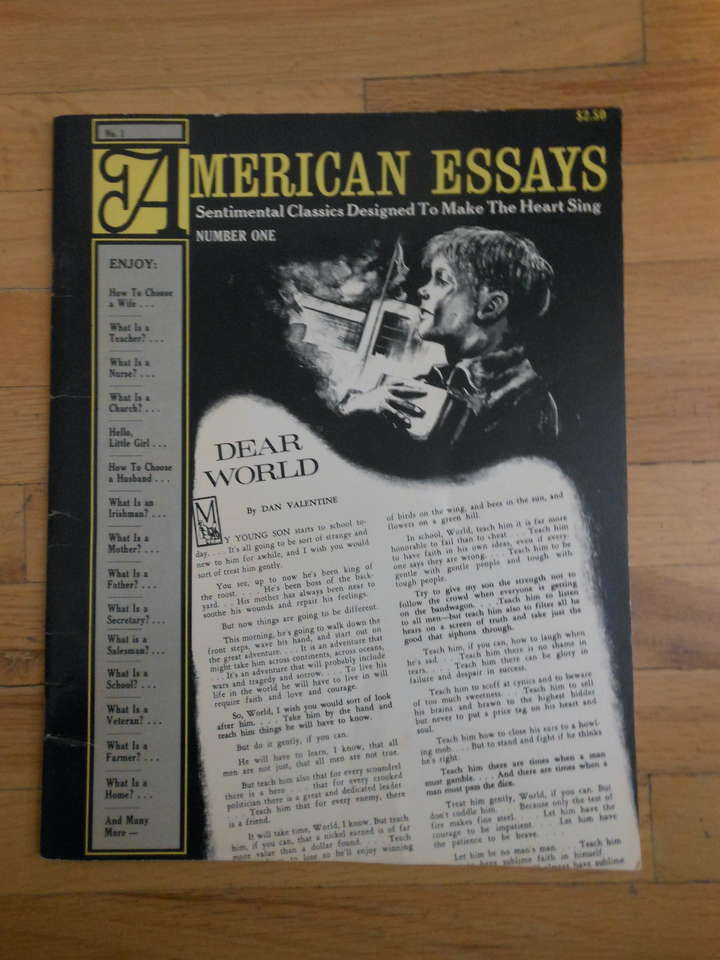 No. 1
$2.50
AMERICAN ESSAYS
Sentimental Classics Designed To Make The Heart Sing
NUMBER ONE
ENJOY:
How To Choose
a Wife . . .
What Is a
Teacher? . . .
What Is a
Nurse? . . .
What Is a
Church? . . .
Hello,
Little Girl . . .
How To Choose
a Husband . . .
What Is an
Irishman? . . .
What Is a
Mother? . . .
What Is a
Father? . . .
What Is a
Secretary? . . .
What is a
Salesman? . . .
What Is a
School? . . .
What Is a
Veteran? . . .
What Is a
Farmer? . . .
What Is a
Home? . . .
And Many
More —
DEAR
WORLD
By DAN VALENTINE
MY YOUNG SON starts to school to-
day. . . . It's all going to be sort of strange and
new to him for awhile, and I wish you would
sort of treat him gently.
You see, up to now he's been king of
the roost. . . . He's been boss of the back-
yard. . . His mother has always been near to
soothe his wounds and repair his feelings.
But now things are going to be different.
This morning, he's going to walk down the
front steps, wave his hand, and start out on
the great adventure. . . . It is an adventure that
might take him across continents, across oceans,
. . . It's an adventure that will probably include
wars and tragedy and sorrow. . . . To live his
life in the world he will have to live in will
require faith and love and courage.
So, World, I wish you would sort of look
after him. . . . Take him by the hand and
teach him things he will have to know.
But do it gently, if you can.
He will have to learn, I know, that all
men are not just, that all men are not true.
But teach him also that for every scoundrel
there is a hero . . . that for every crooked
politician there is a great and dedicated leader
. . . Teach him that for every enemy, there
is a friend.
It will take time, World, I know. But teach
him, if you can, that a nickel earned is of far
more value than a dollar found. . . . Teach
to lose so he'll enjoy winning
of birds on the wing, and bees in the sun, and
flowers on a green hill.
In school, World, teach him it is far more
honorable to fail than to cheat . . . Teach him
to have faith in his own ideas, even if every-
one says they are wrong. . . . Teach him to be
gentle with gentle people and tough with
tough people.
Try to give my son the strength not to
follow the crowd when everyone is getting
on the bandwagon. . . .Teach him to listen
to all men—but teach him also to filter all he
hears on a screen of truth and take just the
good that siphons through.
Teach him, if you can, how to laugh when
he's sad. . . . Teach him there is no shame in
tears. . . . Teach him there can be glory in
failure and despair in success.
Teach him to scoff at cynics and to beware
of too much sweetness. . . . Teach him to sell
his brains and brawn to the highest bidder
but never to put a price tag on his heart and
soul.
Teach him how to close his ears to a howl-
ing mob. . . . But to stand and fight if he thinks
he's right.
Teach him there are times when a man
must gamble. . . . And there are times when a
man must pass the dice.
Treat him gently, World, if you can. But
don't coddle him. . . . Because only the test of
fire makes fine steel. . . . Let him have the
courage to be impatient. . . . Let him have
the patience to be brave. . . .
Let him be no man's man. . . . Teach him
sublime faith in himself
almost have sublime